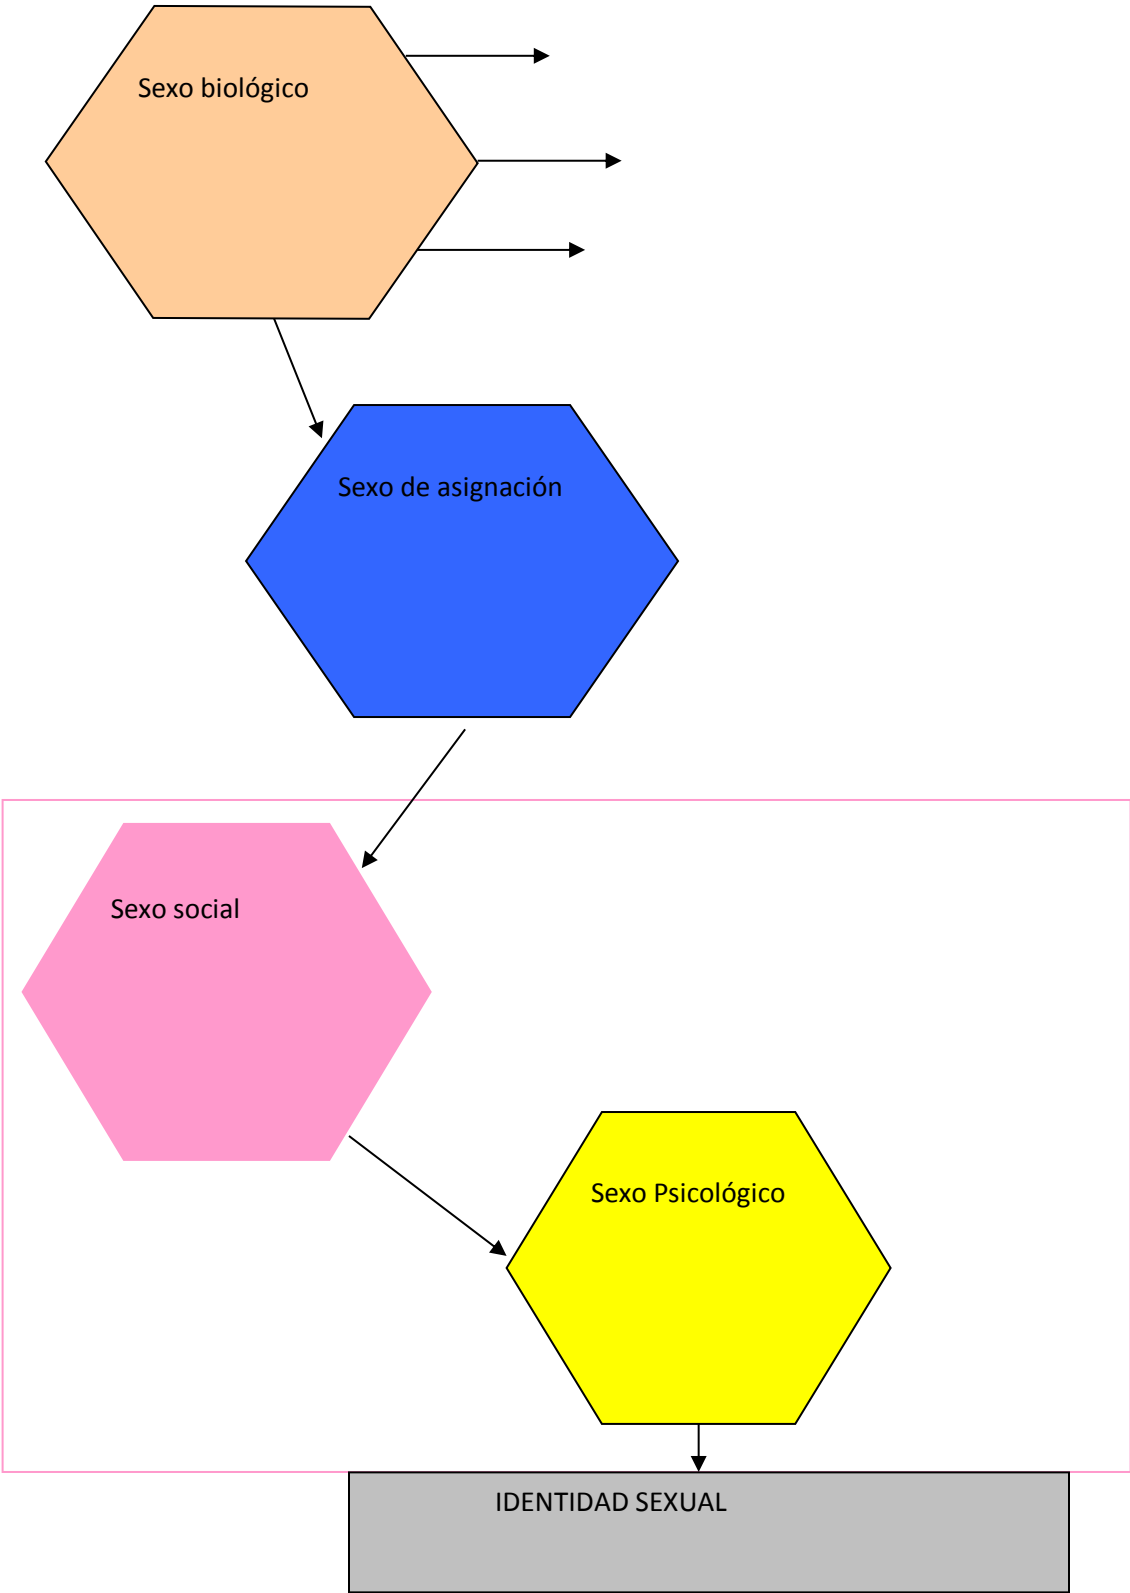 Sexo biológico
Sexo de asignación
Sexo social
Sexo Psicológico
IDENTIDAD SEXUAL